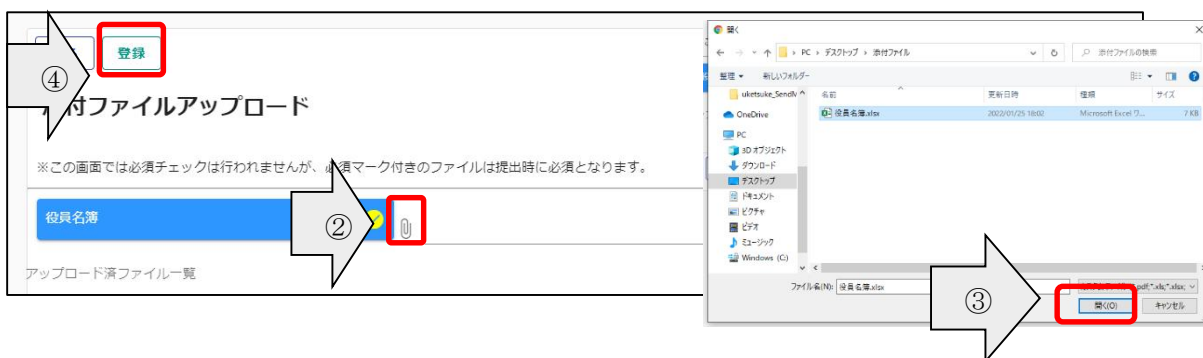 登録
④
付ファイルアップロード
※この画面では必須チェックは行われませんが、必須マーク付きのファイルは提出時に必須となります。
役員名簿
②
アップロード済ファイル一覧
開く
PC › デスクトップ › 添付ファイル
添付ファイルの検索
整理 新しいフォルダー
uketsuke_SendM
OneDrive
PC
3D オブジェクト
ダウンロード
デスクトップ
ドキュメント
ピクチャ
ビデオ
ミュージック
Windows (C:)
名前 更新日時 種類 サイズ
役員名簿.xlsx 2022/01/25 18:02 Microsoft Excel ワ... 7 KB
ファイル名(N): 役員名簿.xlsx
pdf;*.xls;*.xlsx;
③
開く(O) キャンセル